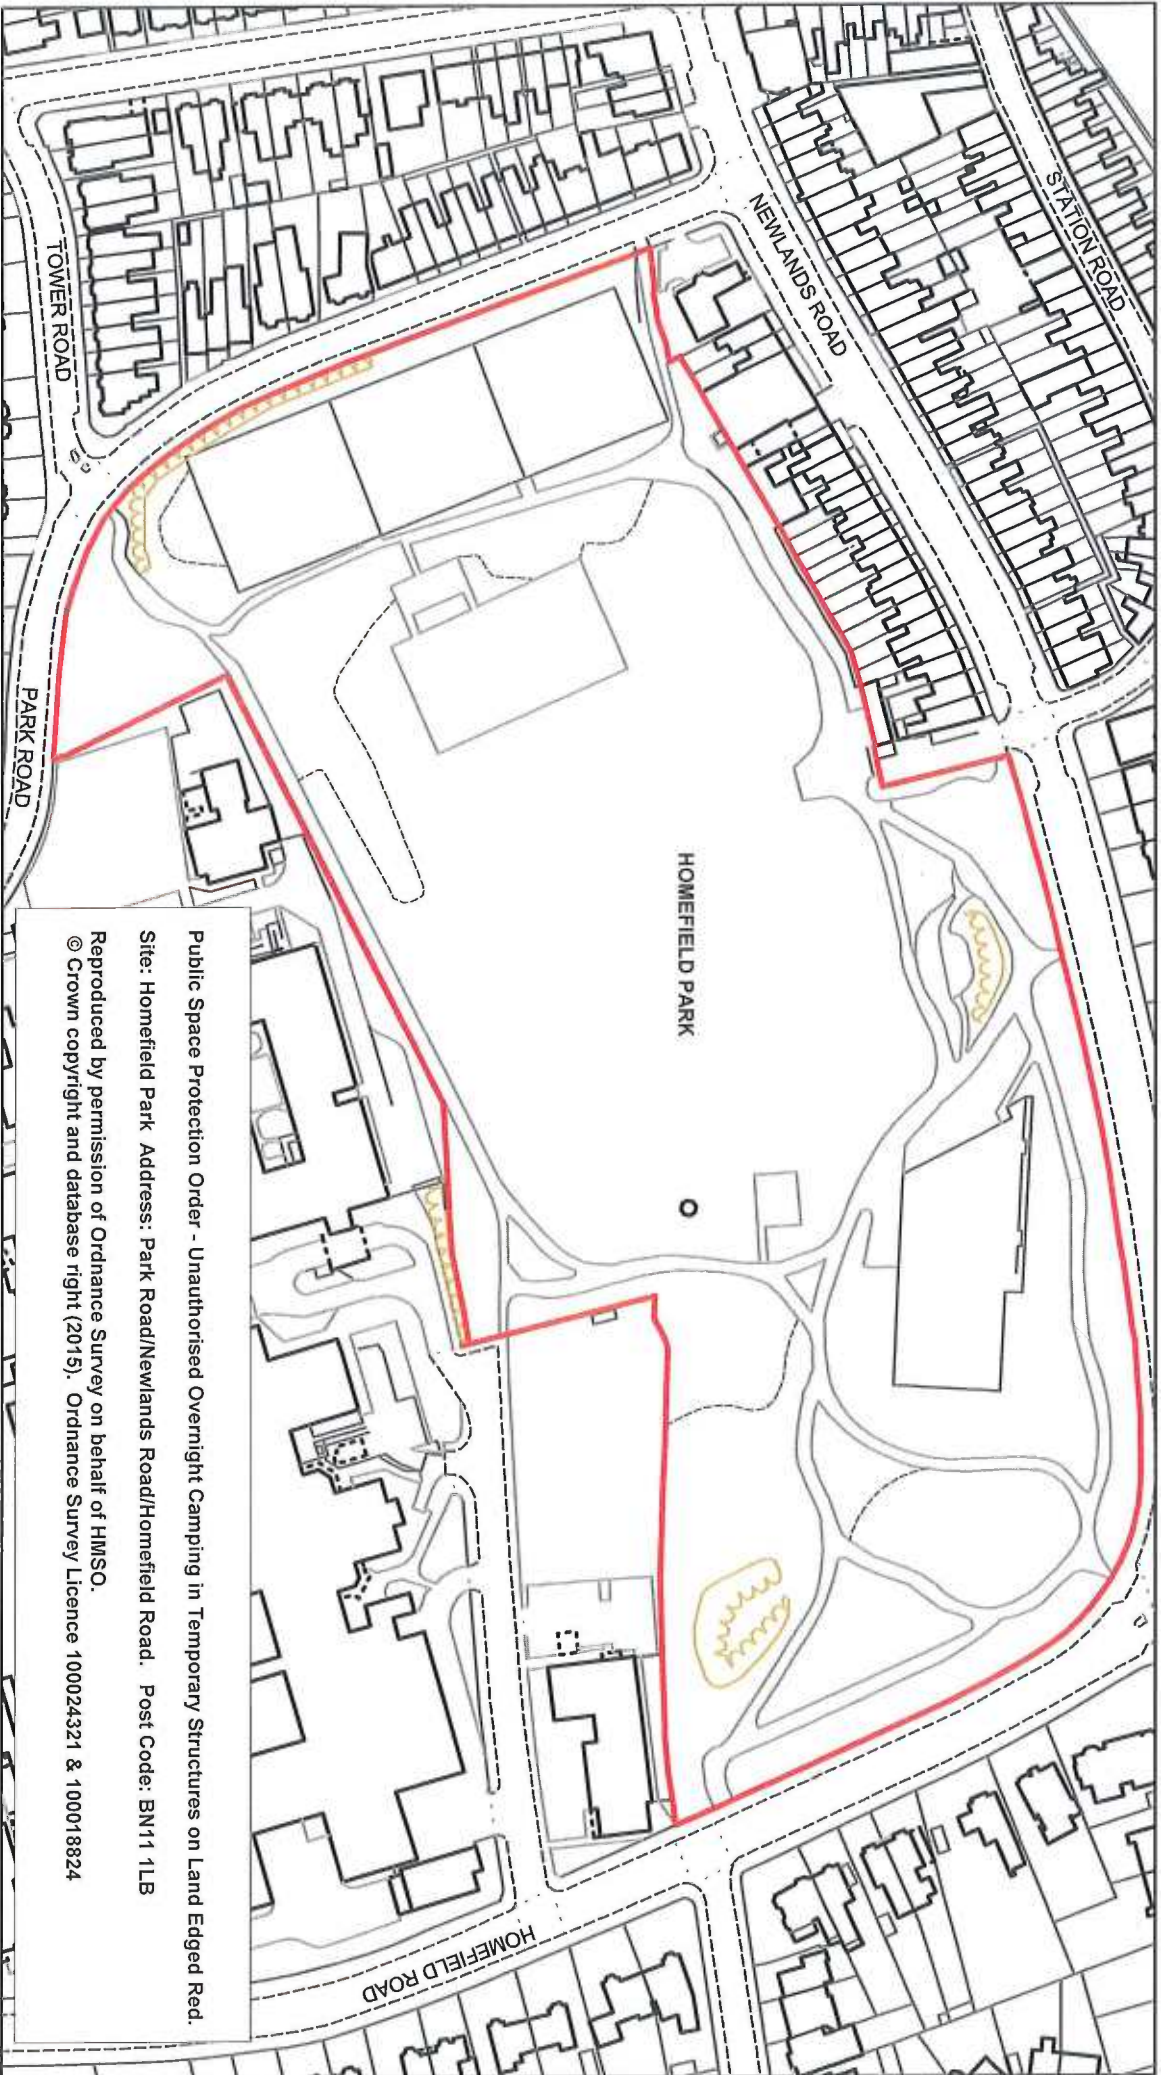 STATION ROAD
NEWLANDS ROAD
TOWER ROAD
PARK ROAD
HOMEFIELD PARK
HOMEFIELD ROAD
Public Space Protection Order - Unauthorised Overnight Camping in Temporary Structures on Land Edged Red.
Site: Homefield Park Address: Park Road/Newlands Road/Homefield Road. Post Code: BN11 1LB
Reproduced by permission of Ordnance Survey on behalf of HMSO.
© Crown copyright and database right (2015). Ordnance Survey Licence 100024321 & 100018824